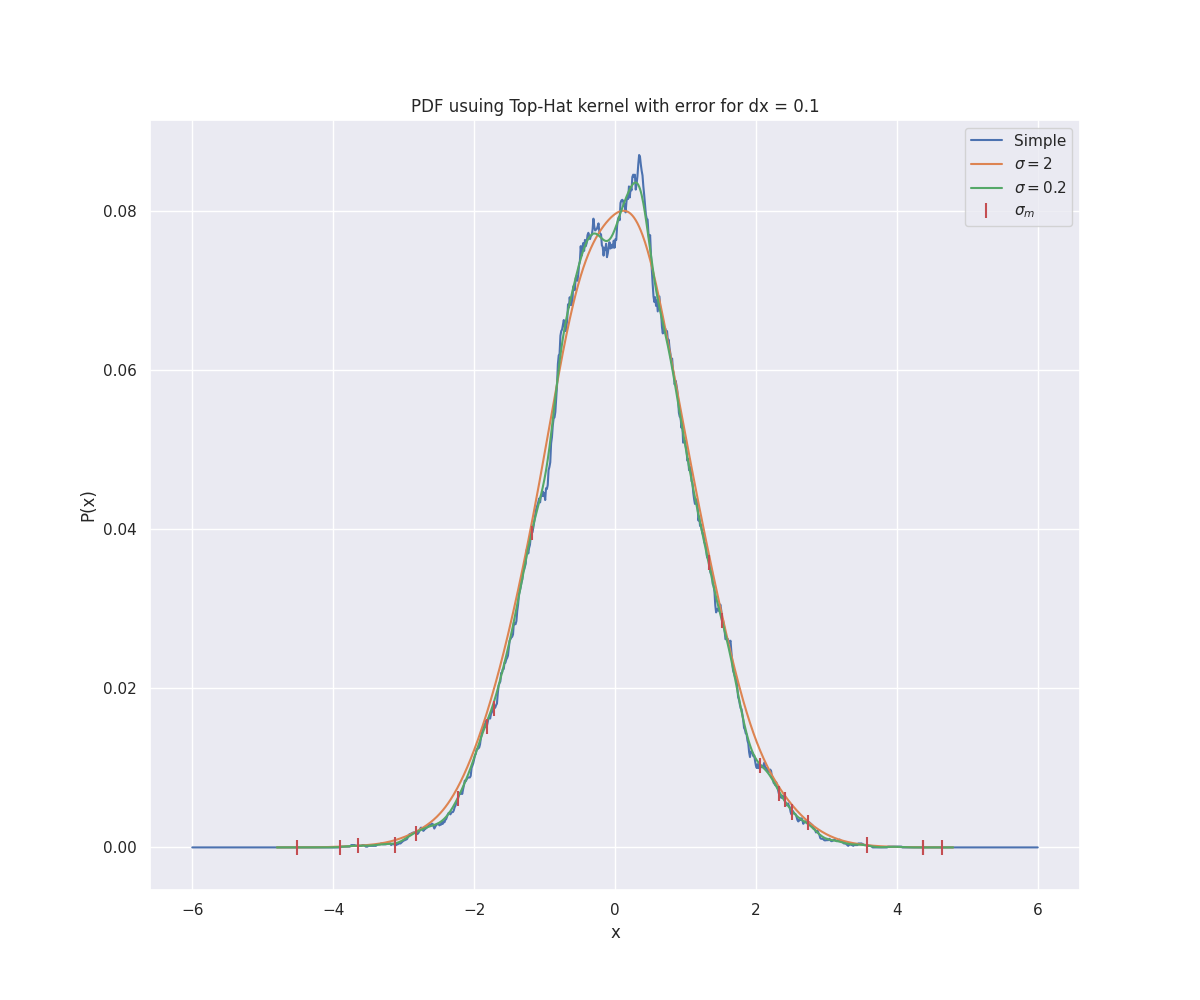 PDF usuing Top-Hat kernel with error for dx = 0.1
Simple
σ = 2
σ = 0.2
σm
P(x)
0.08
0.06
0.04
0.02
0.00
−6 −4 −2 0 2 4 6
x